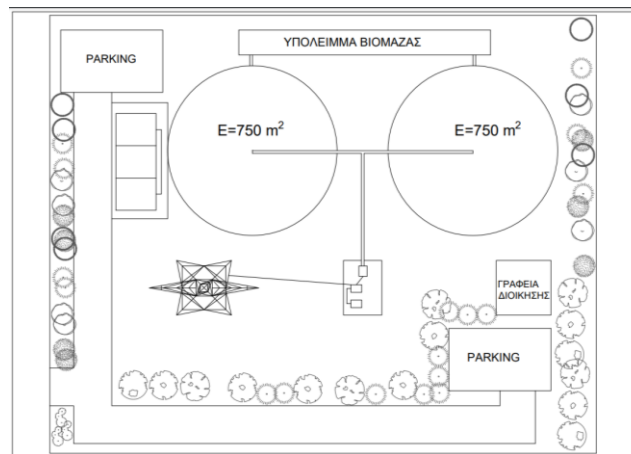 ΥΠΟΛΕΙΜΜΑ ΒΙΟΜΑΖΑΣ
PARKING
E=750 m²
E=750 m²
ΓΡΑΦΕΙΑ
ΔΙΟΙΚΗΣΗΣ
PARKING